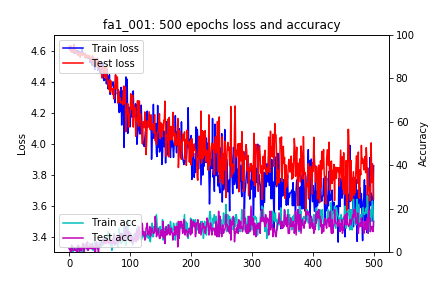 fa1_001: 500 epochs loss and accuracy
Train loss
Test loss
Train acc
Test acc
Loss
Accuracy
4.6
4.4
4.2
4.0
3.8
3.6
3.4
100
80
60
40
20
0
0
100
200
300
400
500